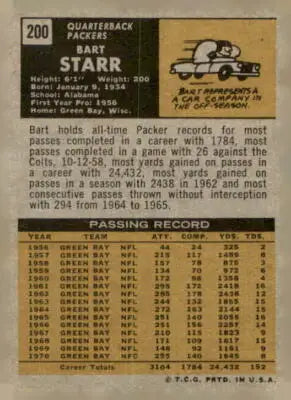 200
QUARTERBACK
PACKERS
BART
STARR
Height: 6'1" Weight: 200
Born: January 9, 1934
School: Alabama
First Year Pro: 1956
Home: Green Bay, Wisc.
BART REPRESENTS
A CAR COMPANY IN
THE OFF-SEASON.
Bart holds all-time Packer records for most
passes completed in a career with 1784, most
passes completed in a game with 26 against the
Colts, 10-12-58, most yards gained on passes
in a career with 24,432, most yards gained on
passes in a season with 2438 in 1962 and most
consecutive passes thrown without interception
with 294 from 1964 to 1965.
PASSING RECORD
YEAR TEAM ATT. COMP. YDS. TDS.
1956 GREEN BAY NFL 44 24 325 2
1957 GREEN BAY NFL 215 117 1489 8
1958 GREEN BAY NFL 157 78 875 3
1959 GREEN BAY NFL 134 70 972 6
1960 GREEN BAY NFL 172 98 1358 4
1961 GREEN BAY NFL 295 172 2418 16
1962 GREEN BAY NFL 285 178 2438 12
1963 GREEN BAY NFL 244 132 1855 15
1964 GREEN BAY NFL 272 163 2144 15
1965 GREEN BAY NFL 251 140 2055 16
1966 GREEN BAY NFL 251 156 2257 14
1967 GREEN BAY NFL 210 115 1823 9
1968 GREEN BAY NFL 171 109 1617 15
1969 GREEN BAY NFL 148 92 1161 9
1970 GREEN BAY NFC 255 140 1645 8
Career Totals 3104 1784 24,432 152
© T.C.G. PRTD. IN U.S.A.